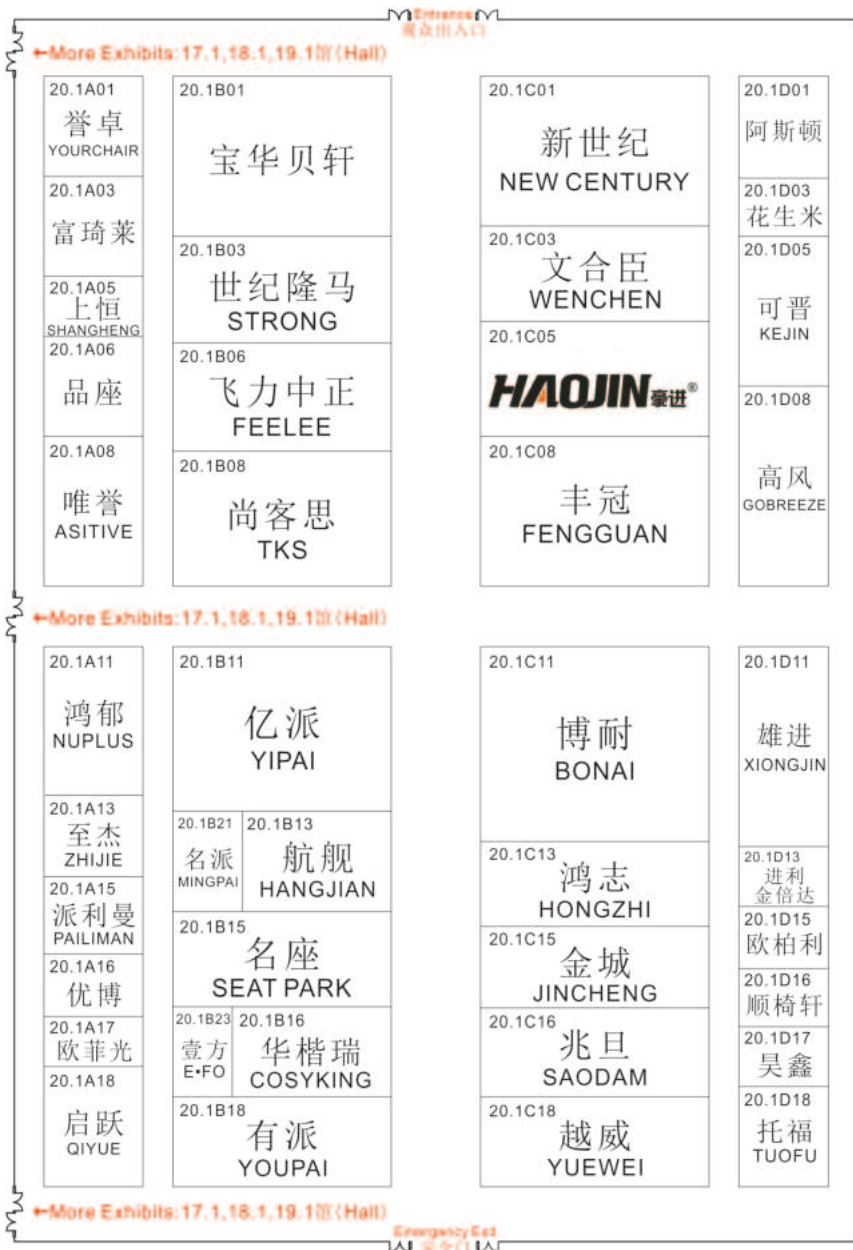 Entrance
观众出入口
←More Exhibits:17.1,18.1,19.1馆(Hall)
20.1A01
誉卓
YOURCHAIR
20.1A03
富琦莱
20.1A05
上恒
SHANGHENG
20.1A06
品座
20.1A08
唯誉
ASITIVE
20.1B01
宝华贝轩
20.1B03
世纪隆马
STRONG
20.1B06
飞力中正
FEELEE
20.1B08
尚客思
TKS
20.1C01
新世纪
NEW CENTURY
20.1C03
文合臣
WENCHEN
20.1C05
HAOJIN豪进®
20.1C08
丰冠
FENGGUAN
20.1D01
阿斯顿
20.1D03
花生米
20.1D05
可晋
KEJIN
20.1D08
高风
GOBREEZE
←More Exhibits:17.1,18.1,19.1馆(Hall)
20.1A11
鸿郁
NUPLUS
20.1A13
至杰
ZHIJIE
20.1A15
派利曼
PAILIMAN
20.1A16
优博
20.1A17
欧菲光
20.1A18
启跃
QIYUE
20.1B11
亿派
YIPAI
20.1B21
名派
MINGPAI
20.1B13
航舰
HANGJIAN
20.1B15
名座
SEAT PARK
20.1B23
壹方
E•FO
20.1B16
华楷瑞
COSYKING
20.1B18
有派
YOUPAI
20.1C11
博耐
BONAI
20.1C13
鸿志
HONGZHI
20.1C15
金城
JINCHENG
20.1C16
兆旦
SAODAM
20.1C18
越威
YUEWEI
20.1D11
雄进
XIONGJIN
20.1D13
进利
金倍达
20.1D15
欧柏利
20.1D16
顺椅轩
20.1D17
昊鑫
20.1D18
托福
TUOFU
←More Exhibits:17.1,18.1,19.1馆(Hall)
Emergency Exit
安全门